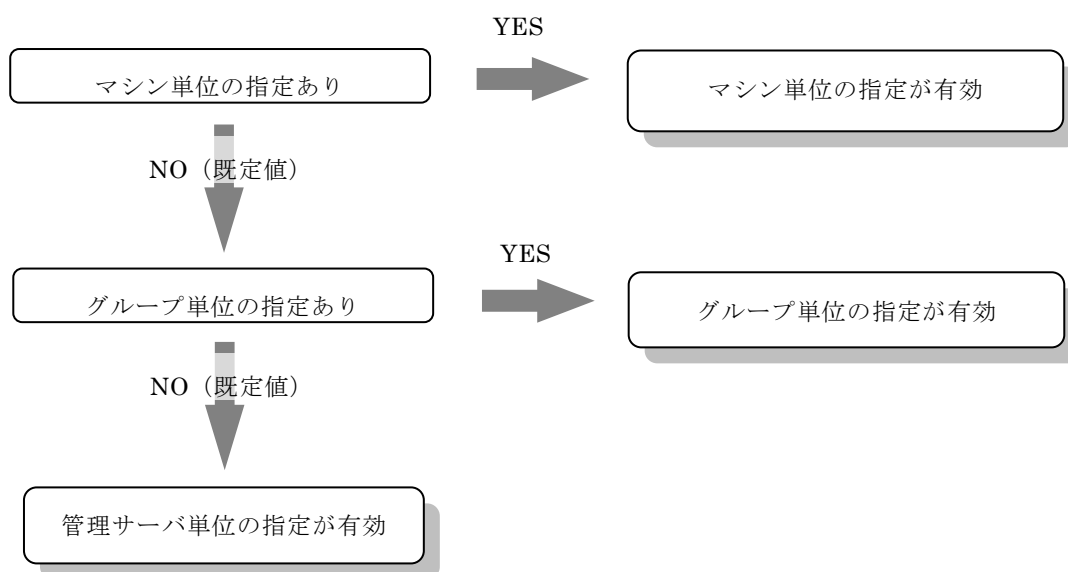 YES
マシン単位の指定あり
マシン単位の指定が有効
NO（既定値）
YES
グループ単位の指定あり
グループ単位の指定が有効
NO（既定値）
管理サーバ単位の指定が有効